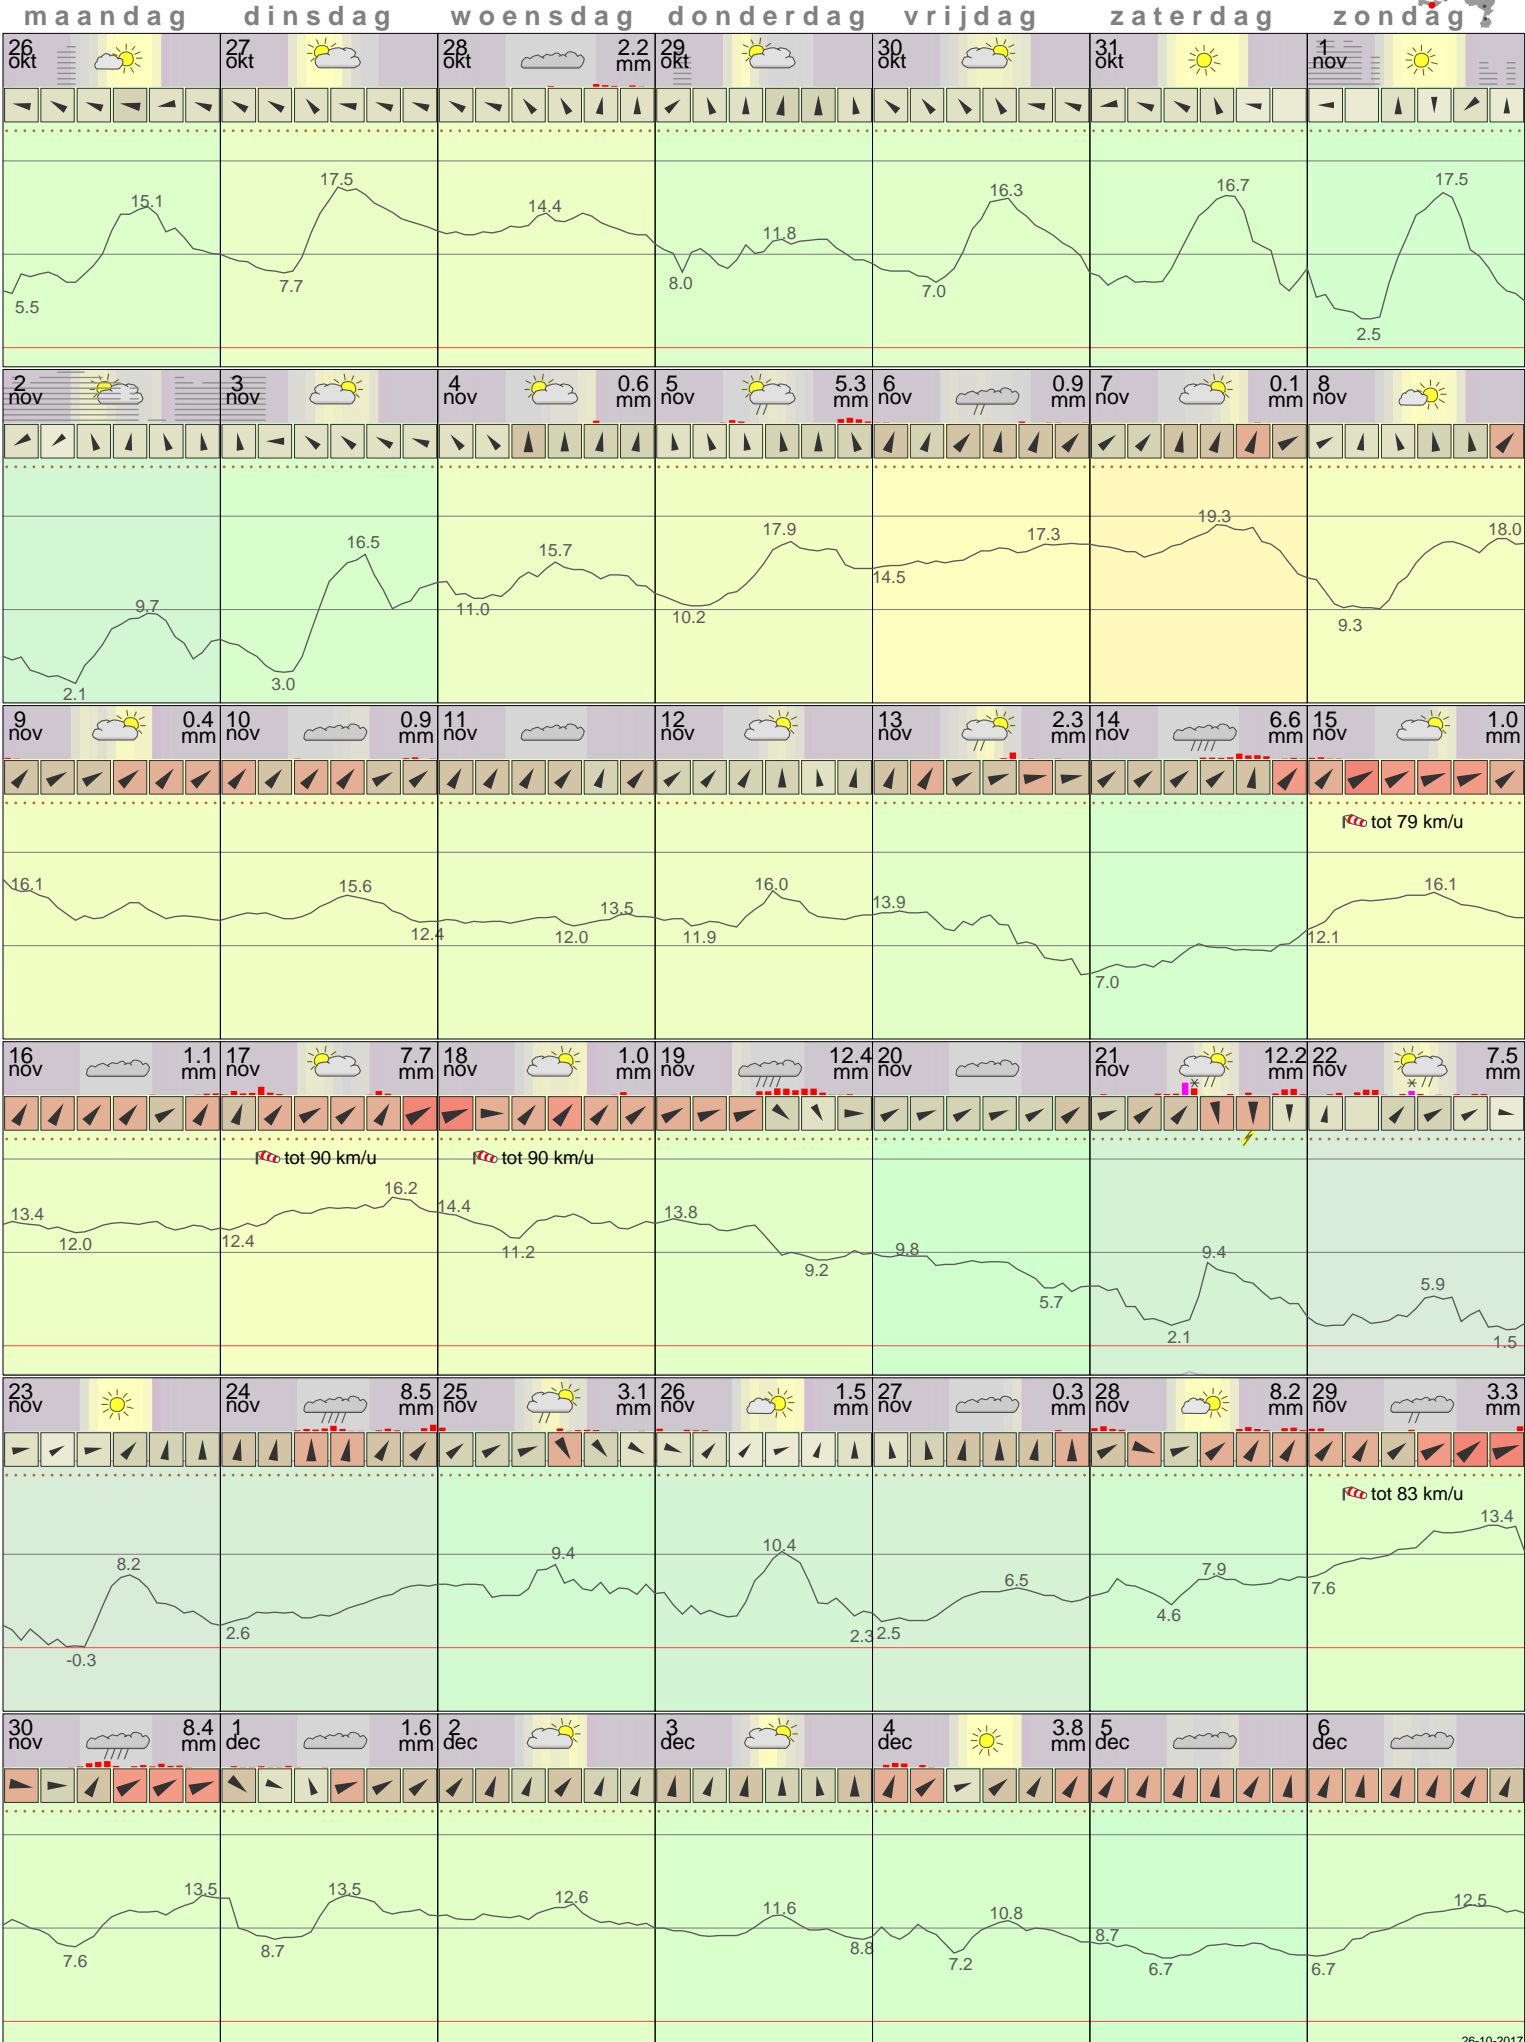 maandag dinsdag woensdag donderdag vrijdag zaterdag zondag
26 okt 27 okt 28 okt 2.2 mm 29 okt 30 okt 31 okt 1 nov
15.1 17.5 14.4 11.8 16.3 16.7 17.5
5.5 7.7 8.0 7.0 2.5
2 nov 3 nov 4 nov 0.6 mm 5 nov 5.3 mm 6 nov 0.9 mm 7 nov 0.1 mm 8 nov
9.7 16.5 15.7 17.9 17.3 19.3 18.0
2.1 3.0 11.0 10.2 14.5 9.3
9 nov 0.4 mm 10 nov 0.9 mm 11 nov 12 nov 13 nov 2.3 mm 14 nov 6.6 mm 15 nov 1.0 mm
tot 79 km/u
16.1 15.6 13.5 16.0 13.9 16.1
12.4 12.0 11.9 7.0 12.1
16 nov 1.1 mm 17 nov 7.7 mm 18 nov 1.0 mm 19 nov 12.4 mm 20 nov 21 nov 12.2 mm 22 nov 7.5 mm
tot 90 km/u tot 90 km/u
13.4 16.2 14.4 13.8 9.8 9.4 5.9
12.0 12.4 11.2 9.2 5.7 2.1 1.5
23 nov 24 nov 8.5 mm 25 nov 3.1 mm 26 nov 1.5 mm 27 nov 0.3 mm 28 nov 8.2 mm 29 nov 3.3 mm
tot 83 km/u
8.2 9.4 10.4 6.5 7.9 13.4
-0.3 2.6 2.3 2.5 4.6 7.6
30 nov 8.4 mm 1 dec 1.6 mm 2 dec 3 dec 4 dec 3.8 mm 5 dec 6 dec
13.5 13.5 12.6 11.6 10.8 8.7 12.5
7.6 8.7 8.8 7.2 6.7 6.7
26-10-2017